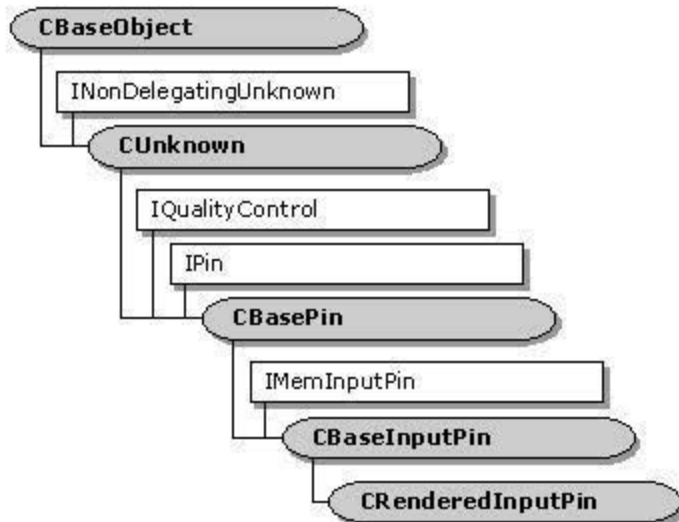 CBaseObject
INonDelegatingUnknown
CUnknown
IQualityControl
IPin
CBasePin
IMemInputPin
CBaseInputPin
CRenderedInputPin